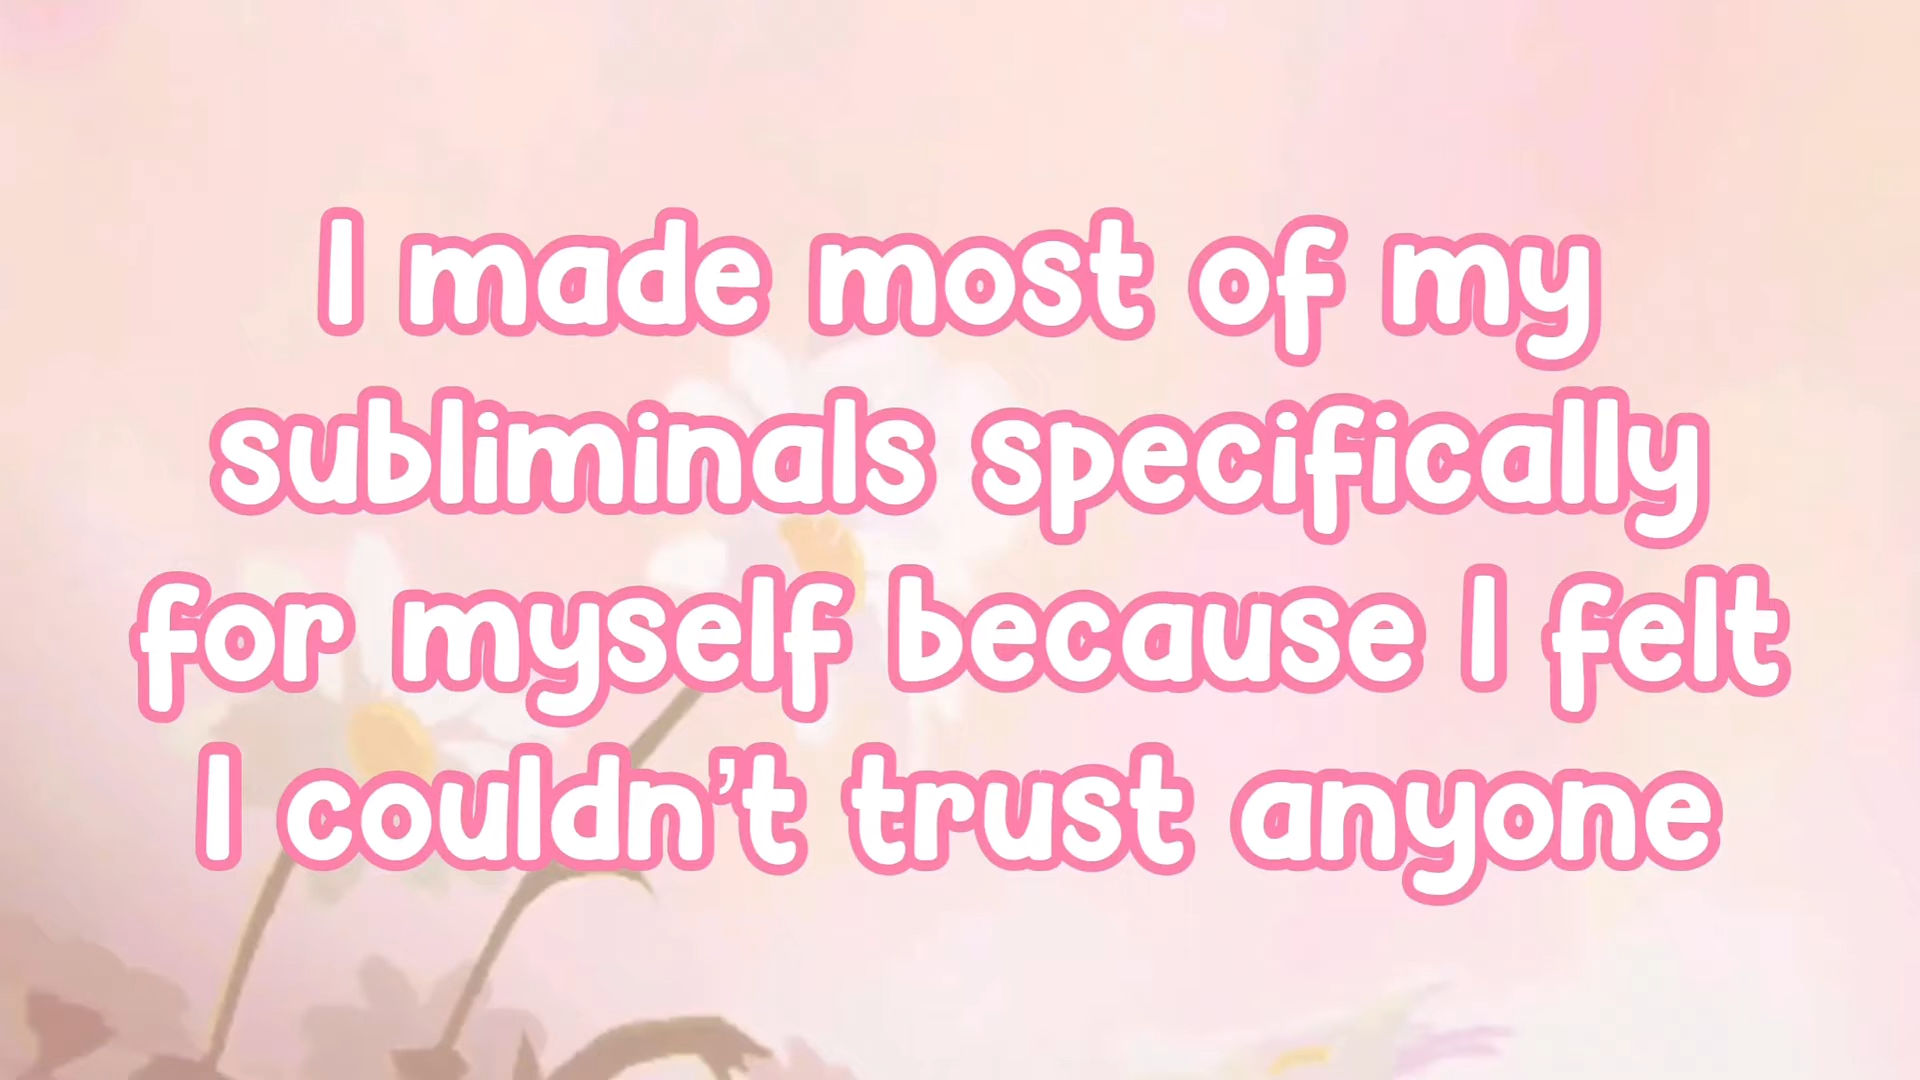 I made most of my
subliminals specifically
for myself because I felt
I couldn't trust anyone